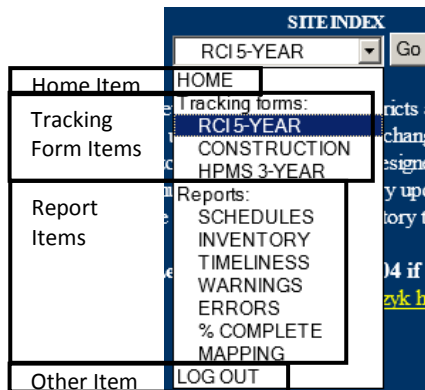 SITE INDEX
RCI 5-YEAR Go
Home Item HOME
Tracking forms:
Tracking
Form Items
RCI 5-YEAR
CONSTRUCTION
HPMS 3-YEAR
Report
Items
Reports:
SCHEDULES
INVENTORY
TIMELINESS
WARNINGS
ERRORS
% COMPLETE
MAPPING
Other Item LOG OUT